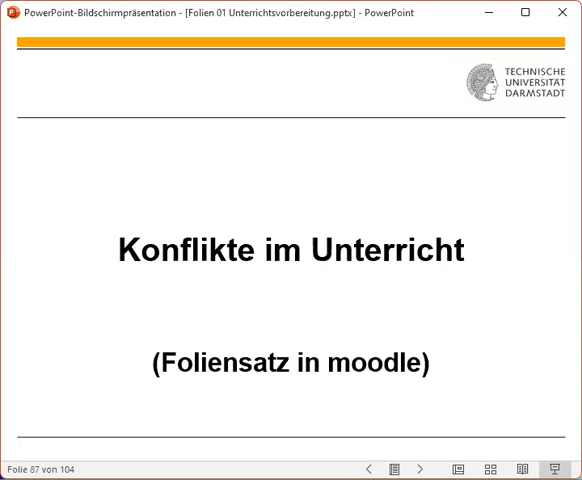 PowerPoint-Bildschirmpräsentation - [Folien 01 Unterrichtsvorbereitung.pptx] - PowerPoint
TECHNISCHE
UNIVERSITÄT
DARMSTADT
Konflikte im Unterricht
(Foliensatz in moodle)
Folie 87 von 104